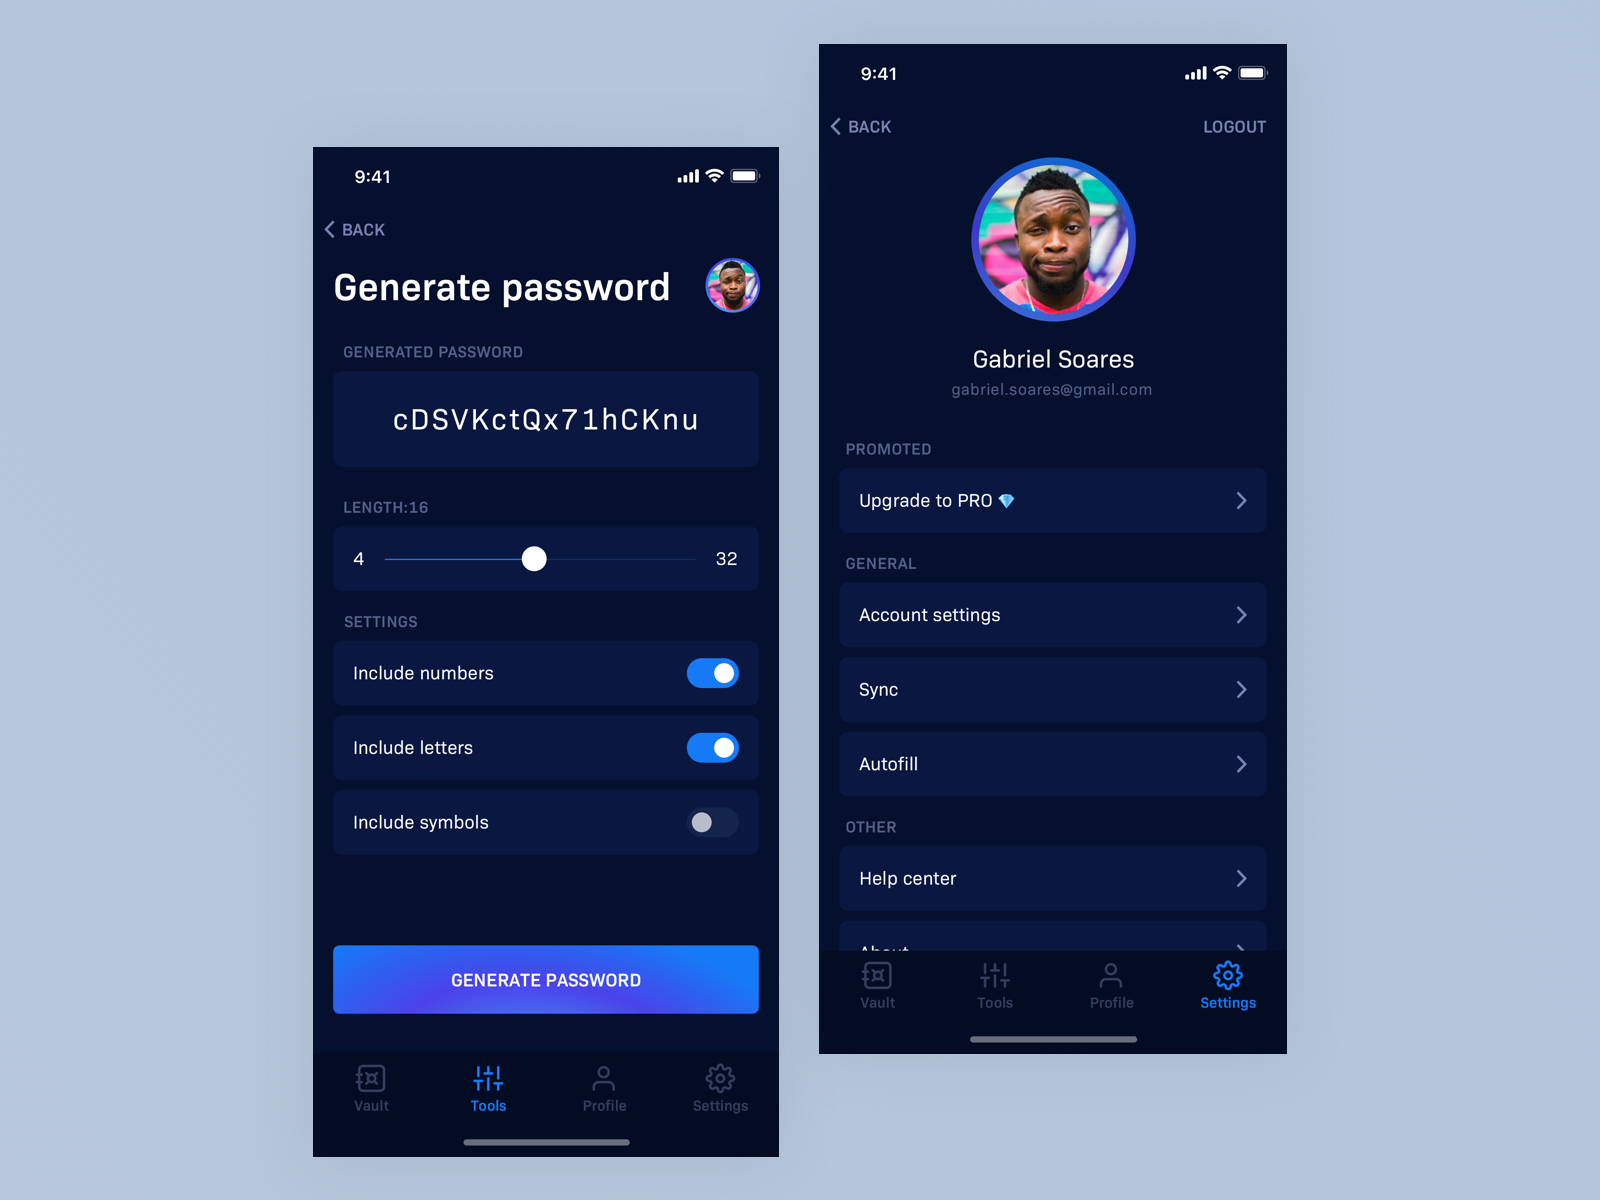 9:41
BACK
Generate password
GENERATED PASSWORD
cDSVKctQx71hCKnu
LENGTH:16
4 32
SETTINGS
Include numbers
Include letters
Include symbols
GENERATE PASSWORD
Vault Tools Profile Settings
9:41
BACK LOGOUT
Gabriel Soares
gabriel.soares@gmail.com
PROMOTED
Upgrade to PRO 💎
GENERAL
Account settings
Sync
Autofill
OTHER
Help center
About
Vault Tools Profile Settings